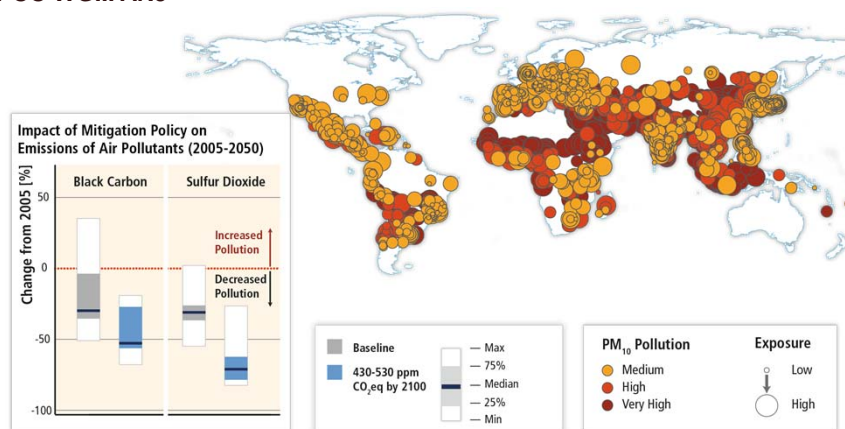 Impact of Mitigation Policy on
Emissions of Air Pollutants (2005-2050)
Change from 2005 [%]
Black Carbon
Sulfur Dioxide
50
0
-50
-100
Increased
Pollution
Decreased
Pollution
Baseline
430-530 ppm
CO₂eq by 2100
Max
75%
Median
25%
Min
PM₁₀ Pollution
Medium
High
Very High
Exposure
Low
High